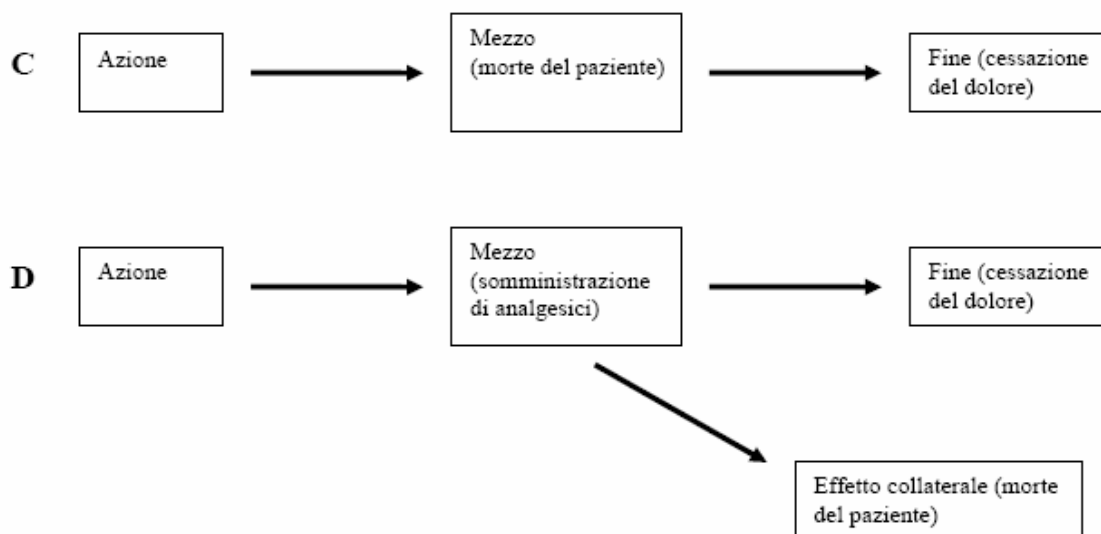 C
Azione
Mezzo
(morte del paziente)
Fine (cessazione
del dolore)
D
Azione
Mezzo
(somministrazione
di analgesici)
Fine (cessazione
del dolore)
Effetto collaterale (morte
del paziente)